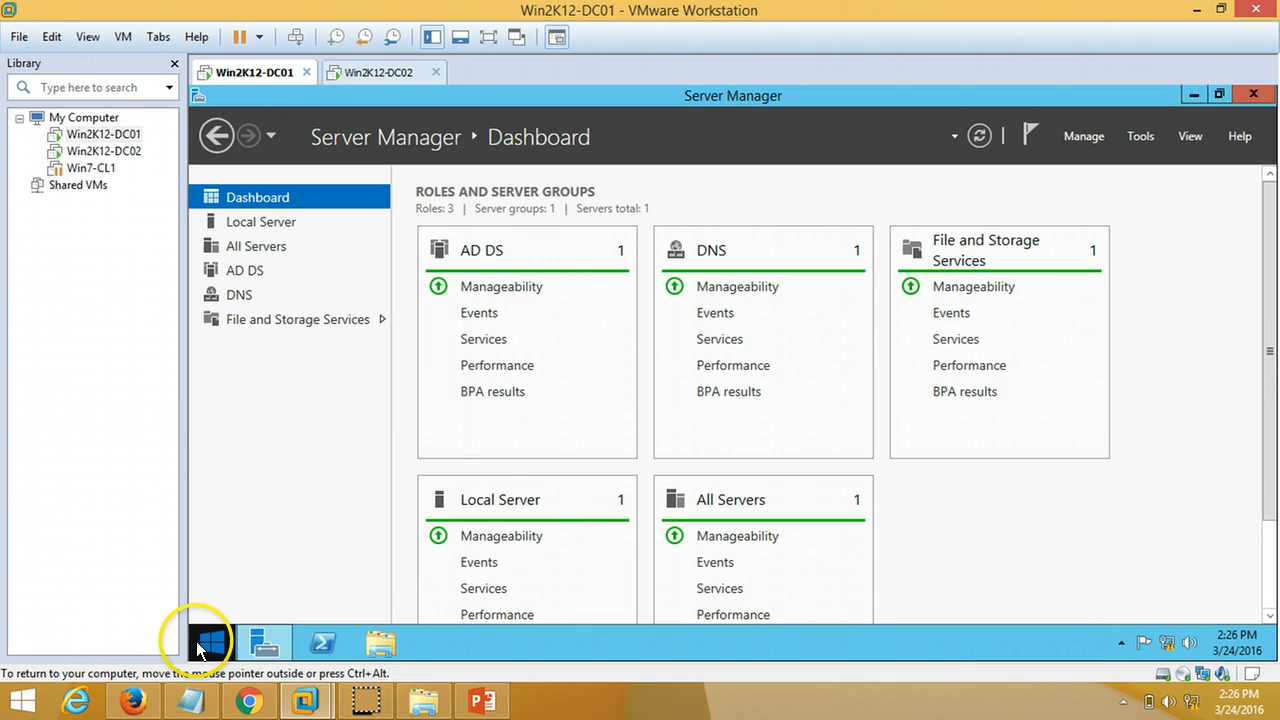 Win2K12-DC01 - VMware Workstation
File Edit View VM Tabs Help
Library
Type here to search
My Computer
Win2K12-DC01
Win2K12-DC02
Win7-CL1
Shared VMs
Win2K12-DC01 Win2K12-DC02
Server Manager
Server Manager Dashboard
Manage Tools View Help
Dashboard
Local Server
All Servers
AD DS
DNS
File and Storage Services
ROLES AND SERVER GROUPS
Roles: 3 | Server groups: 1 | Servers total: 1
AD DS 1
Manageability
Events
Services
Performance
BPA results
DNS 1
Manageability
Events
Services
Performance
BPA results
File and Storage
Services 1
Manageability
Events
Services
Performance
BPA results
Local Server 1
Manageability
Events
Services
Performance
All Servers 1
Manageability
Events
Services
Performance
2:26 PM
3/24/2016
To return to your computer, move the mouse pointer outside or press Ctrl+Alt.
2:26 PM
3/24/2016